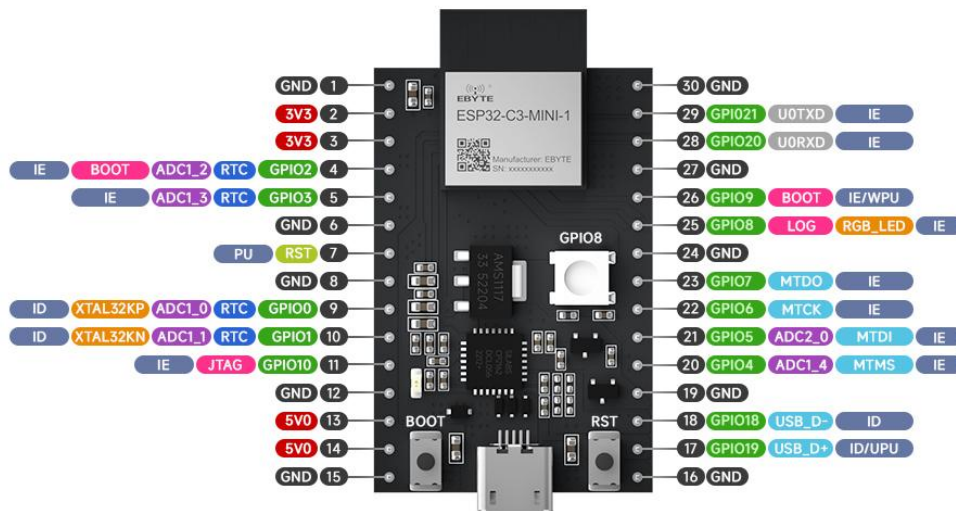 GND 1
3V3 2
3V3 3
IE BOOT ADC1_2 RTC GPIO2 4
IE ADC1_3 RTC GPIO3 5
GND 6
PU RST 7
GND 8
ID XTAL32KP ADC1_0 RTC GPIO0 9
ID XTAL32KN ADC1_1 RTC GPIO1 10
IE JTAG GPIO10 11
GND 12
5V0 13
5V0 14
GND 15
EBYTE
ESP32-C3-MINI-1
Manufacturer: EBYTE
SN: xxxxxxxxxxx
GPIO8
AMS1117
33 52204
BOOT
RST
30 GND
29 GPIO21 U0TXD IE
28 GPIO20 U0RXD IE
27 GND
26 GPIO9 BOOT IE/WPU
25 GPIO8 LOG RGB_LED IE
24 GND
23 GPIO7 MTDO IE
22 GPIO6 MTCK IE
21 GPIO5 ADC2_0 MTDI IE
20 GPIO4 ADC1_4 MTMS IE
19 GND
18 GPIO18 USB_D- ID
17 GPIO19 USB_D+ ID/UPU
16 GND